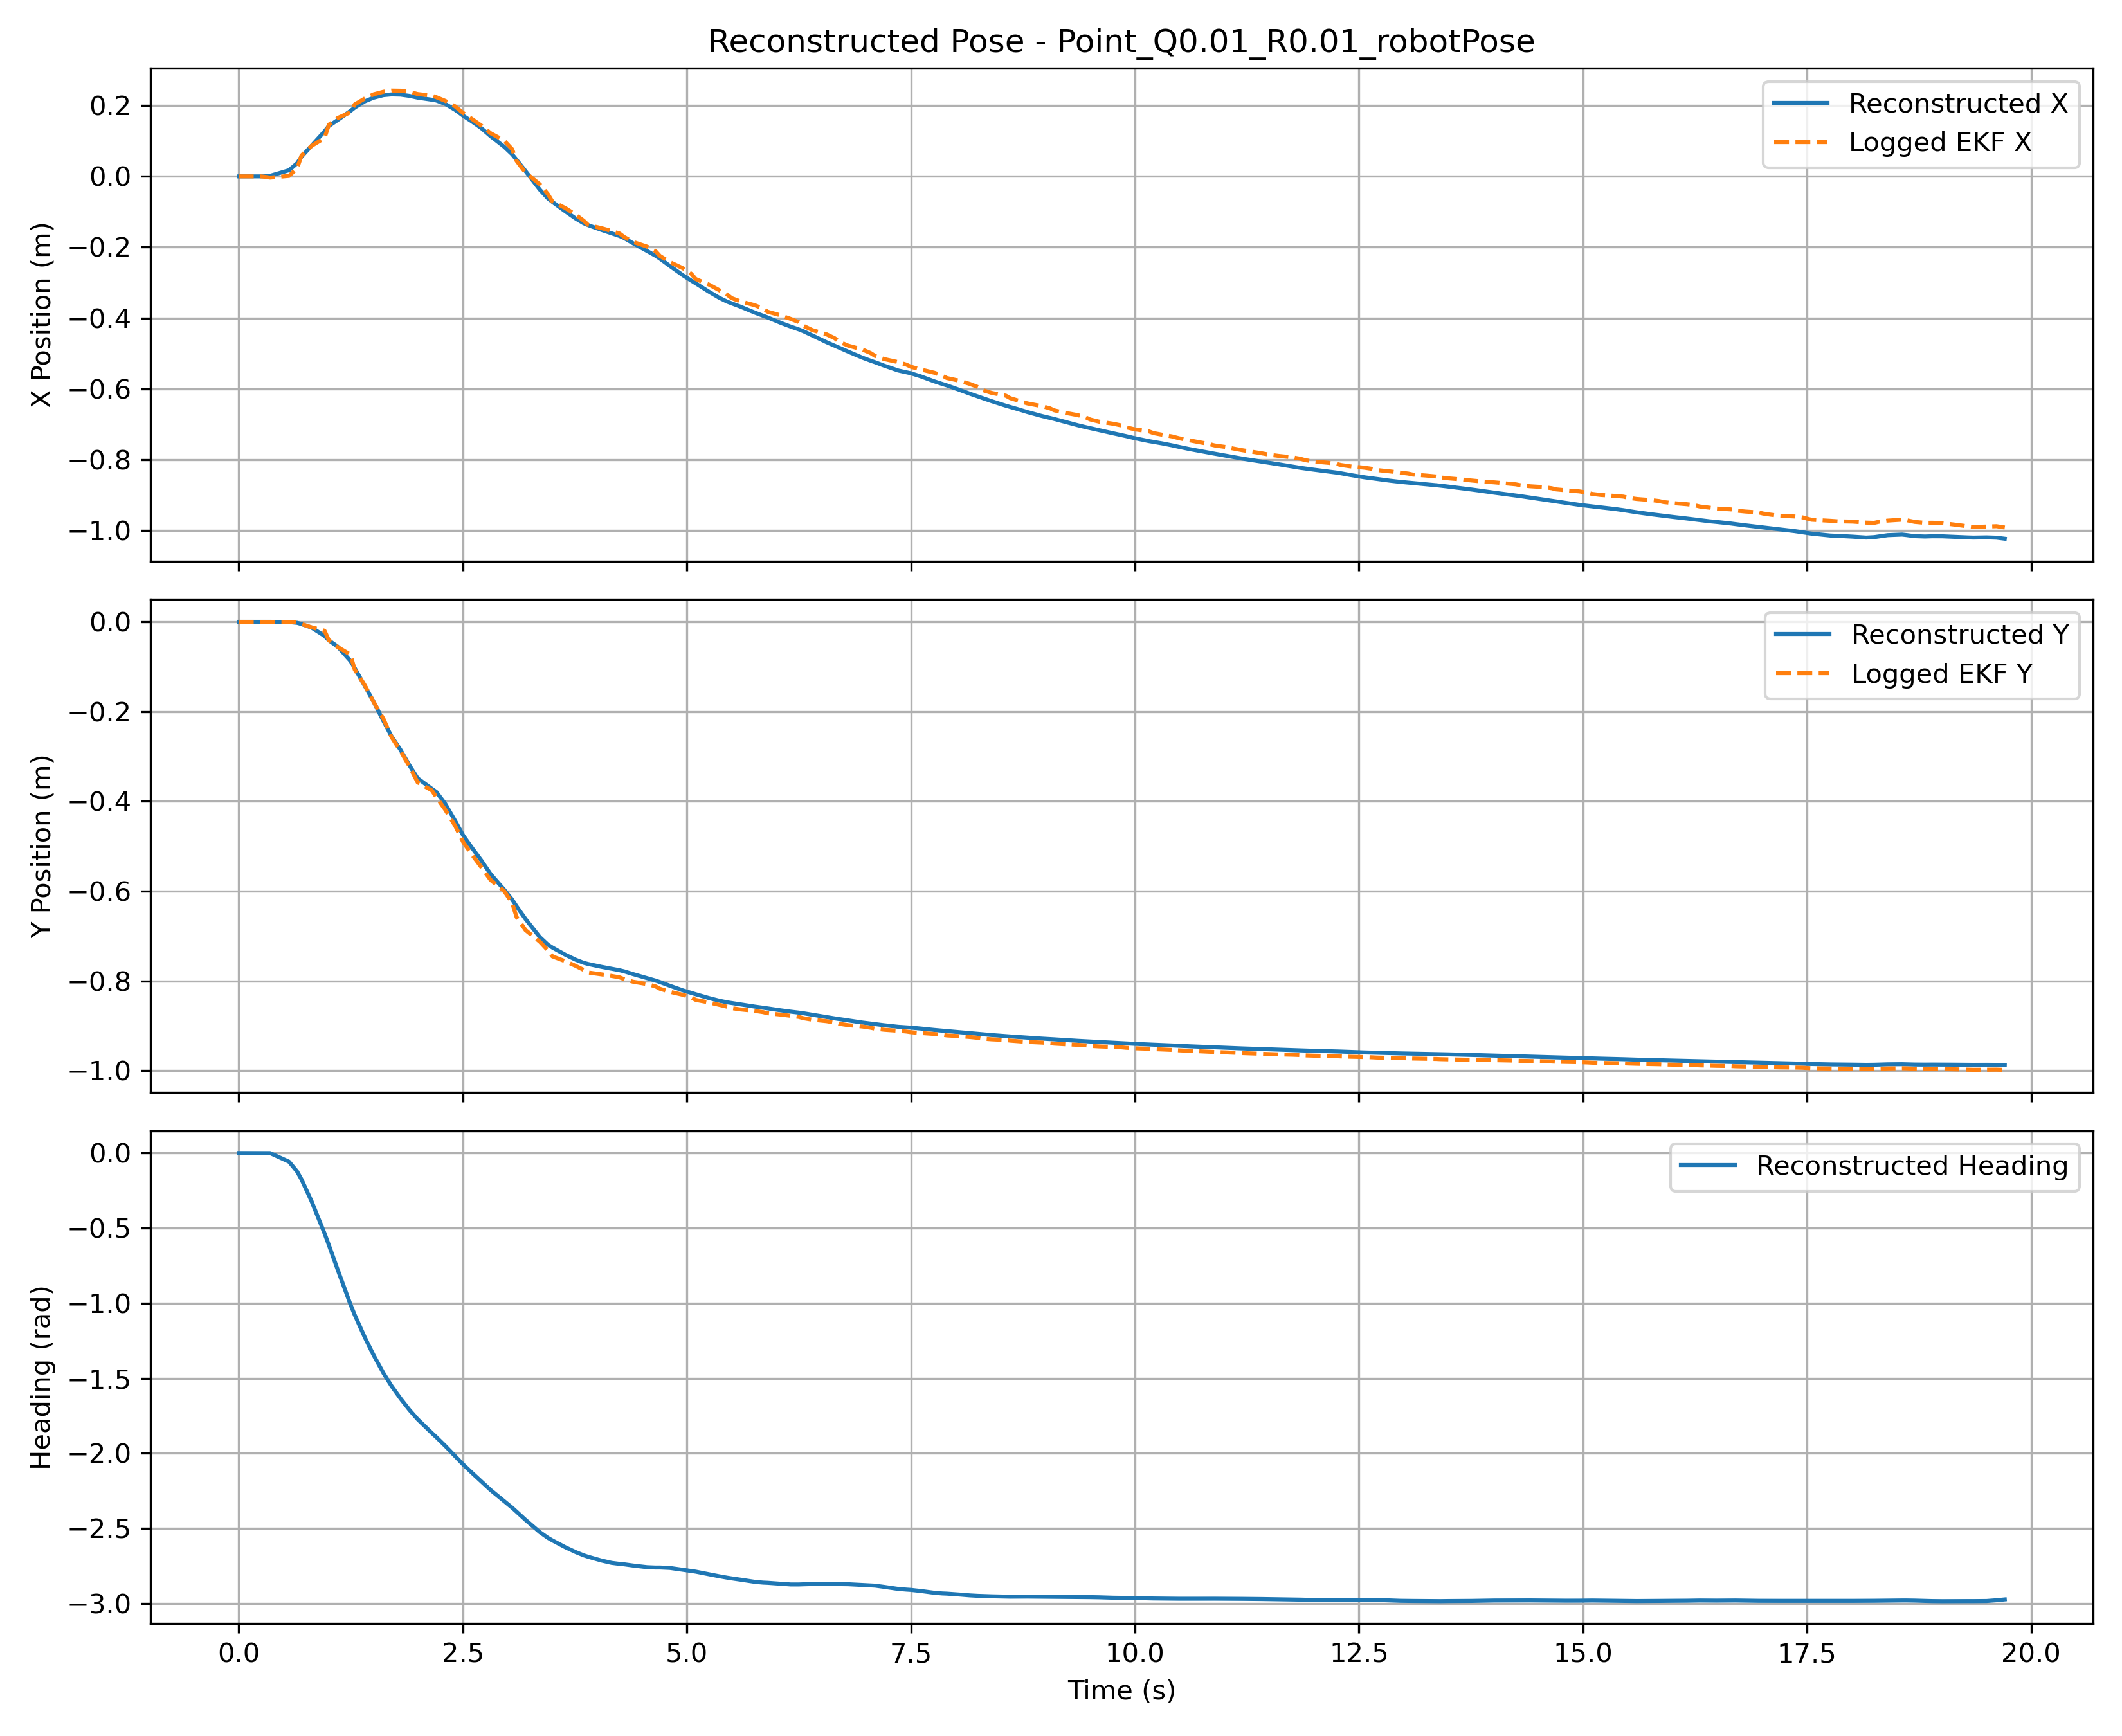 Reconstructed Pose - Point_Q0.01_R0.01_robotPose
X Position (m)
0.2
0.0
−0.2
−0.4
−0.6
−0.8
−1.0
Reconstructed X
Logged EKF X
Y Position (m)
0.0
−0.2
−0.4
−0.6
−0.8
−1.0
Reconstructed Y
Logged EKF Y
Heading (rad)
0.0
−0.5
−1.0
−1.5
−2.0
−2.5
−3.0
Reconstructed Heading
0.0 2.5 5.0 7.5 10.0 12.5 15.0 17.5 20.0
Time (s)